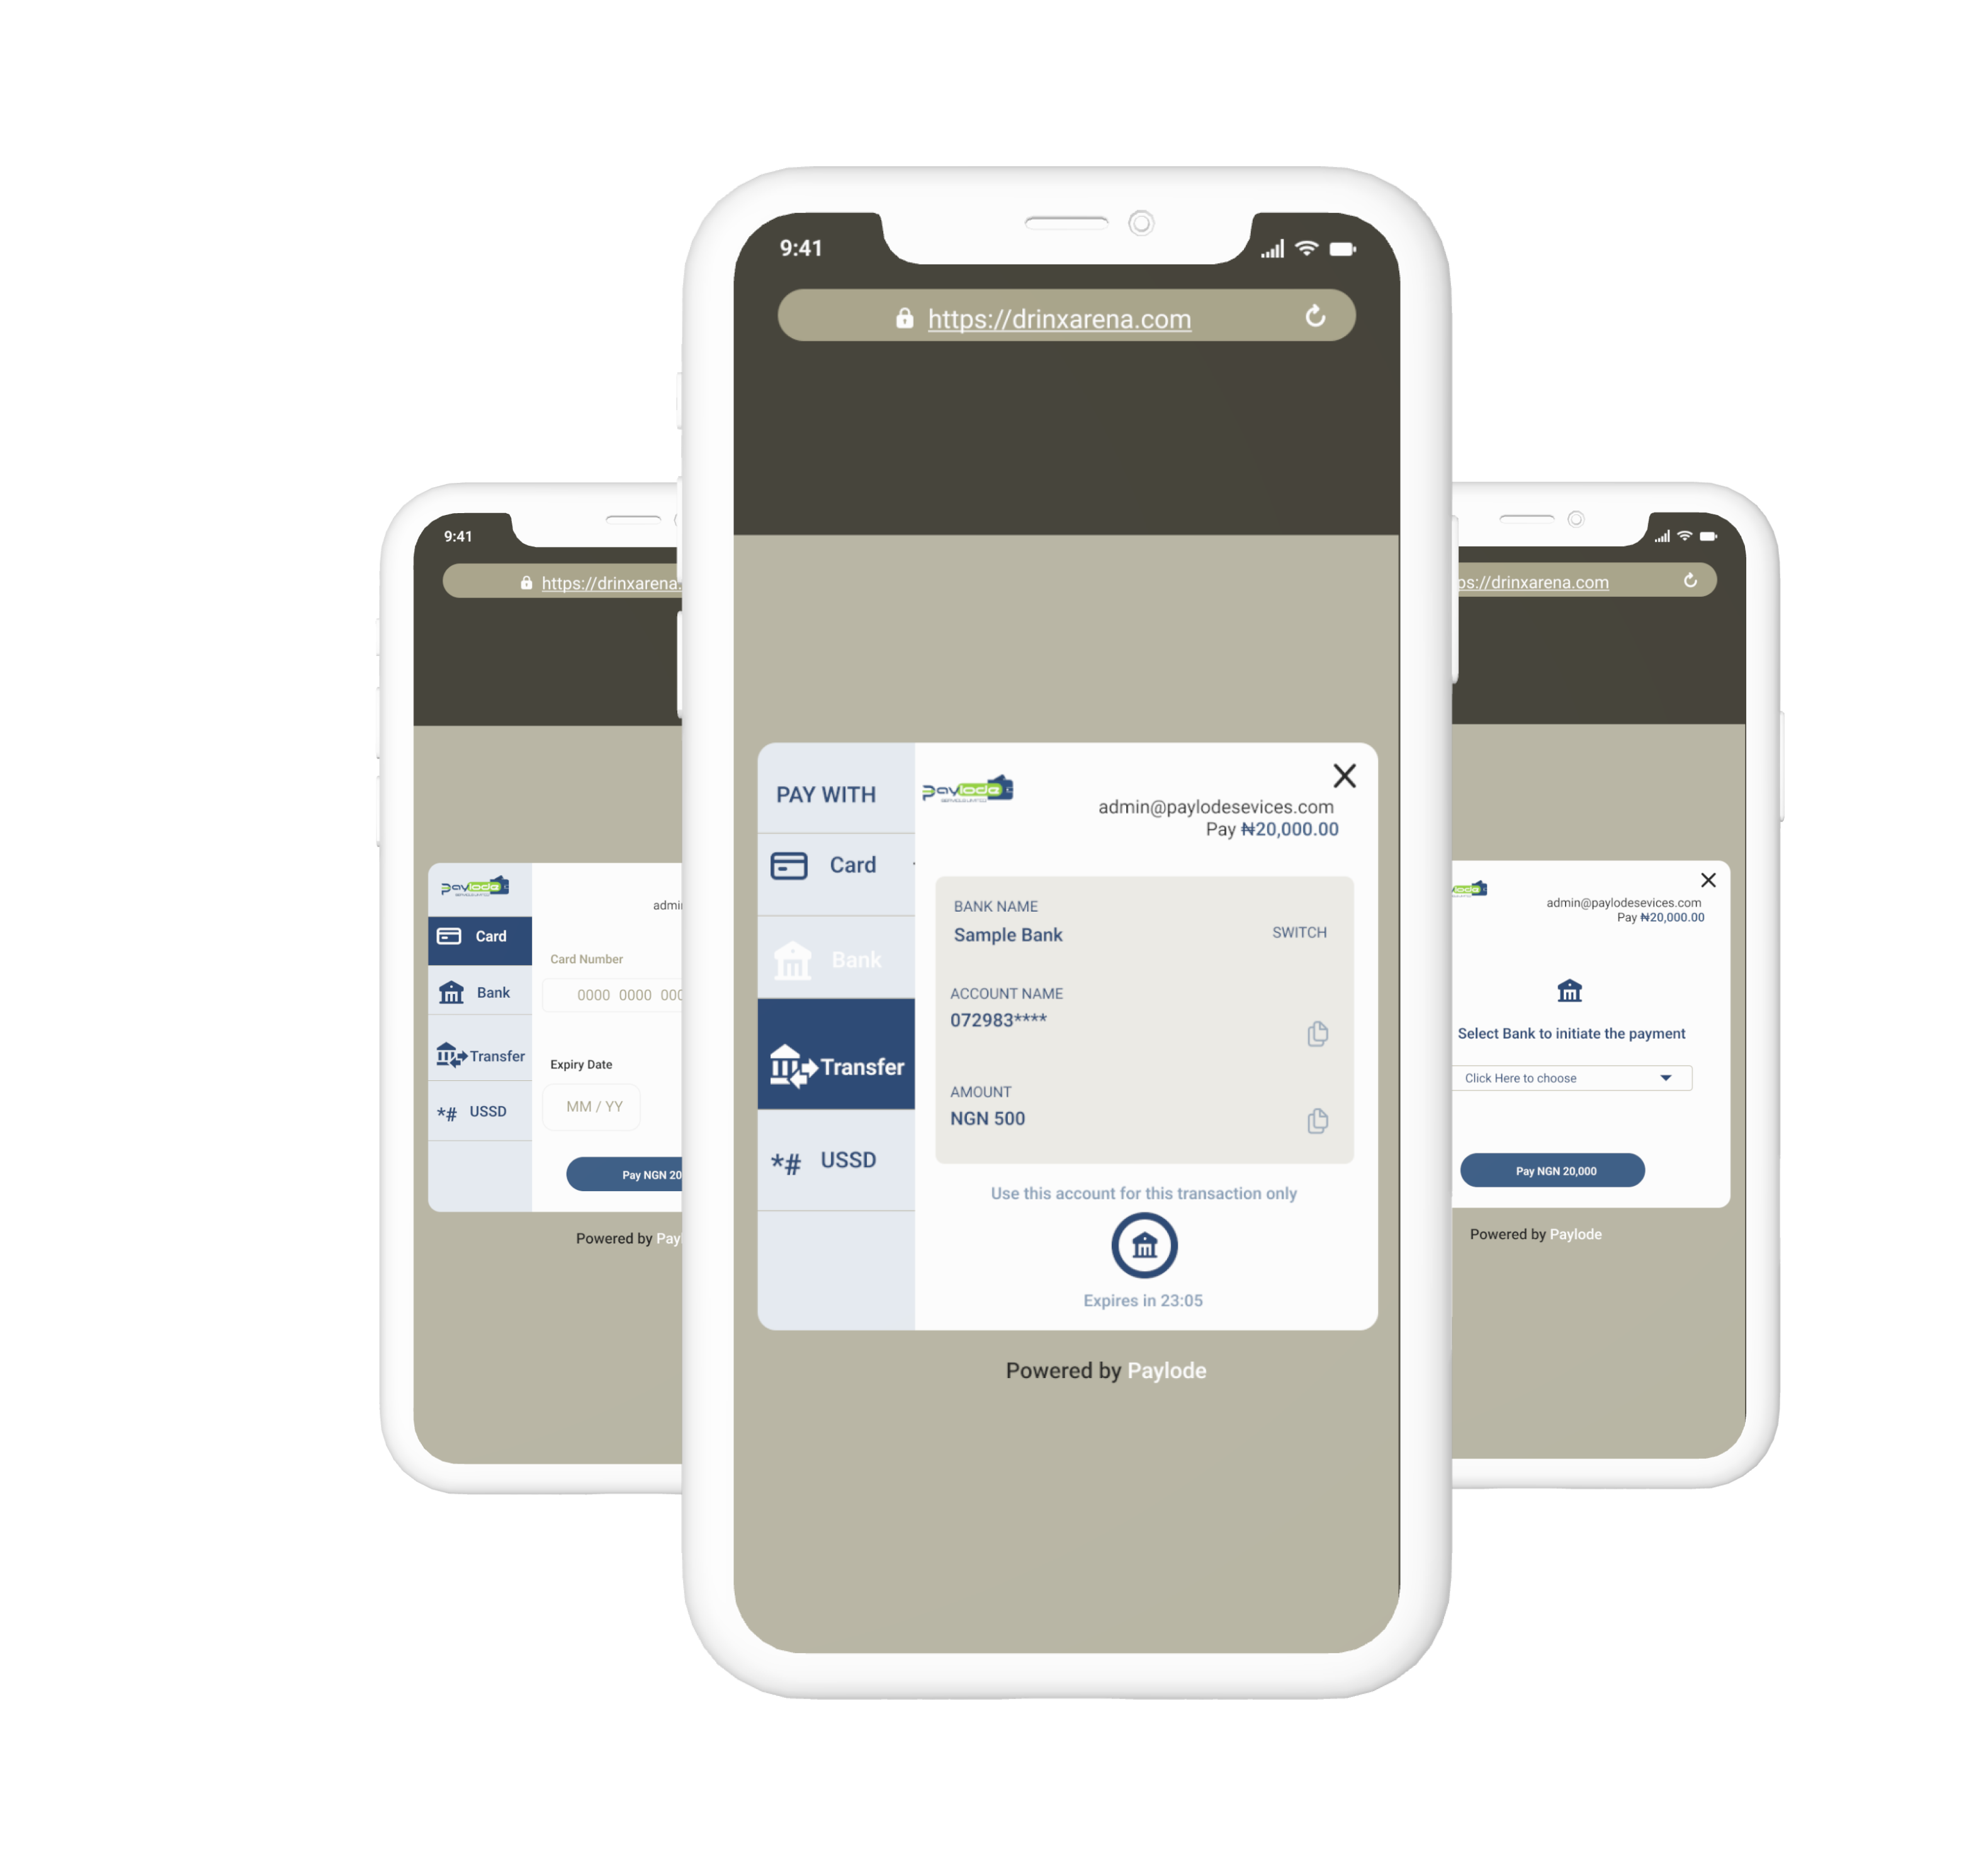 9:41
https://drinxarena.com
PAY WITH
paylode
admin@paylodesevices.com
Pay ₦20,000.00
Card
Bank
Transfer
*# USSD
BANK NAME
Sample Bank
SWITCH
ACCOUNT NAME
072983****
AMOUNT
NGN 500
Use this account for this transaction only
Expires in 23:05
Powered by Paylode
9:41
https://drinxarena.
paylode
admi
Card
Bank
Transfer
*# USSD
Card Number
0000 0000 000
Expiry Date
MM / YY
Pay NGN 20
Powered by Pay
ps://drinxarena.com
lode
admin@paylodesevices.com
Pay ₦20,000.00
Select Bank to initiate the payment
Click Here to choose
Pay NGN 20,000
Powered by Paylode